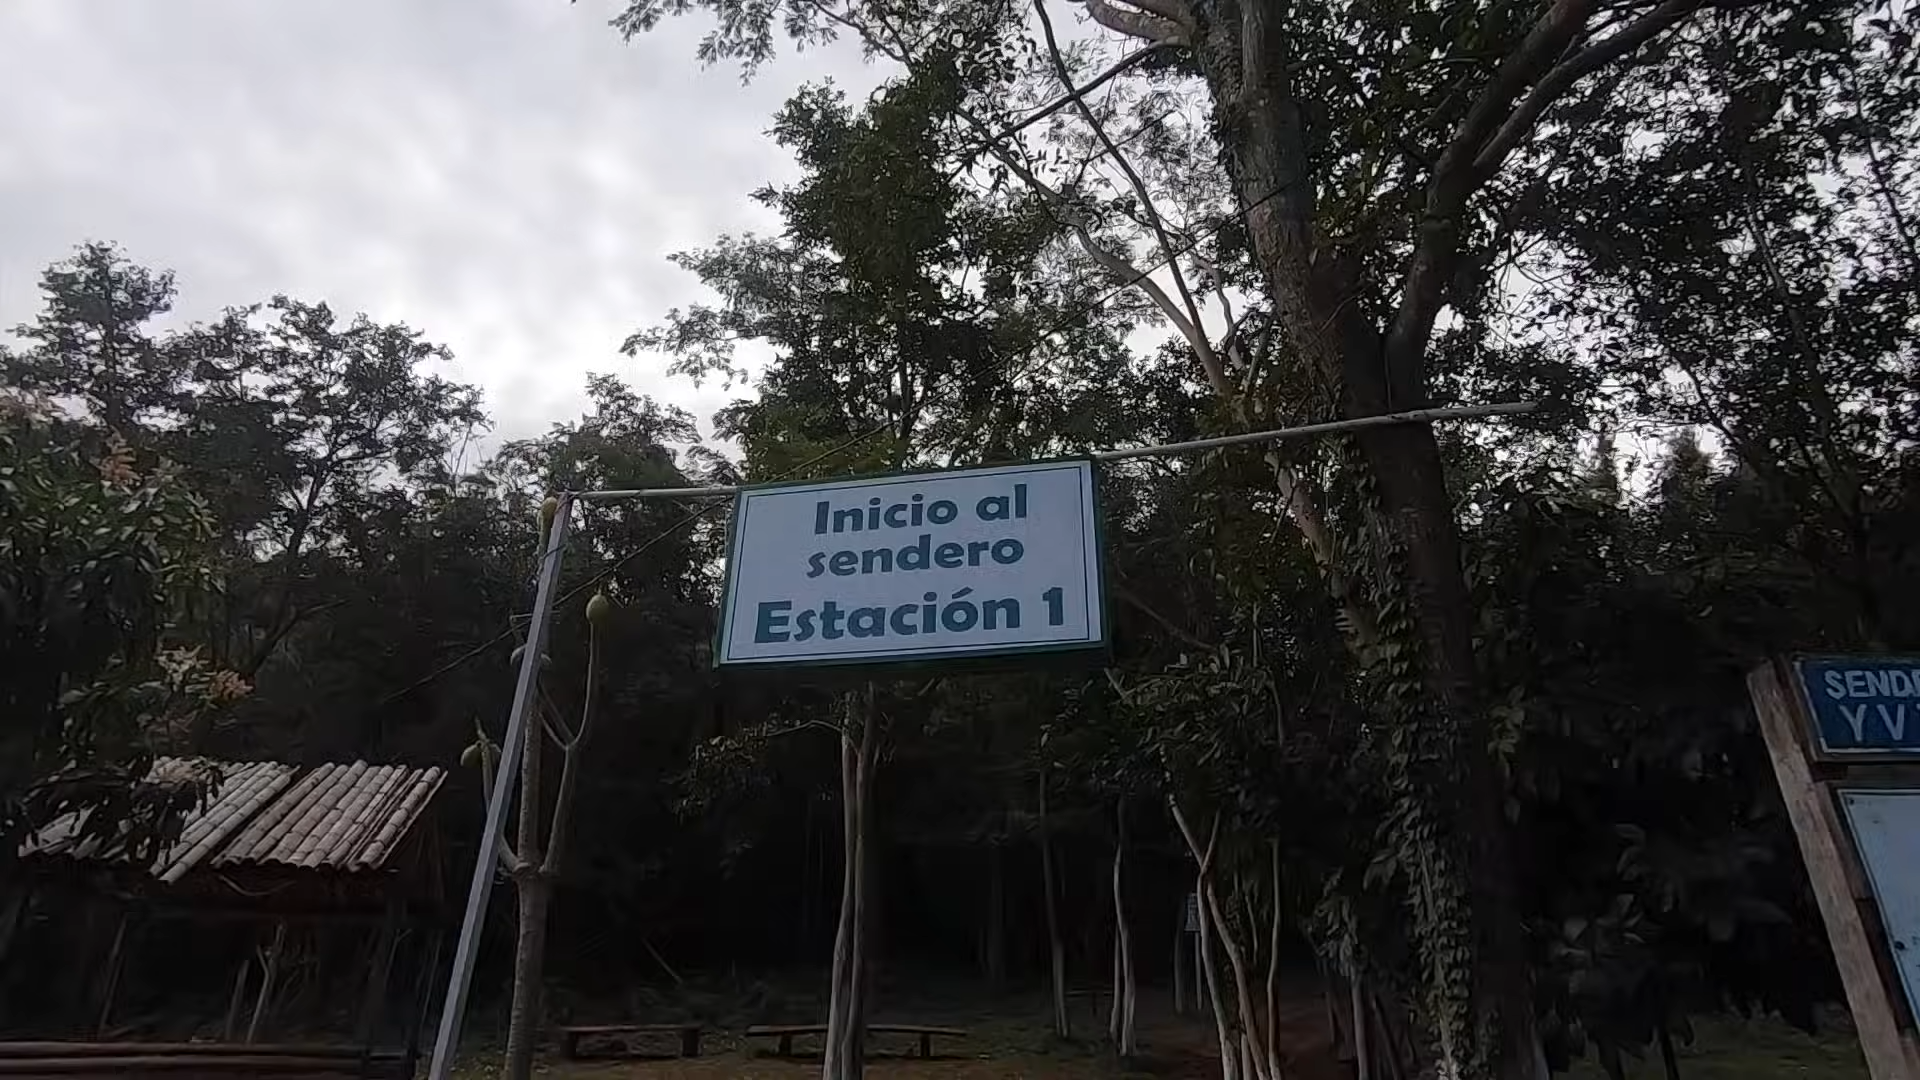 Inicio al
sendero
Estación 1